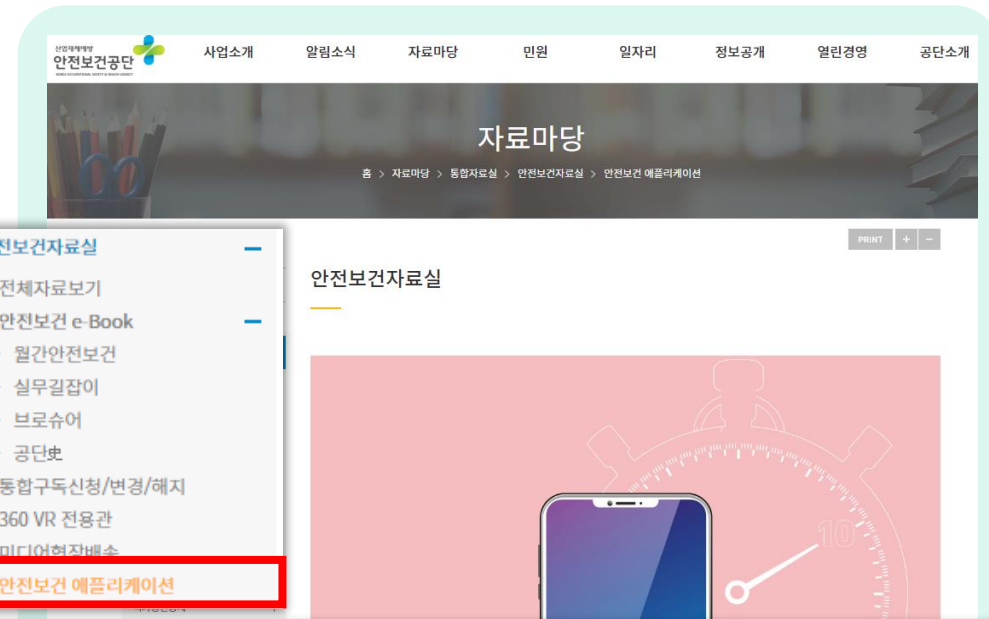 산업재해예방
안전보건공단
사업소개 알림소식 자료마당 민원 일자리 정보공개 열린경영 공단소개
자료마당
홈 > 자료마당 > 통합자료실 > 안전보건자료실 > 안전보건 애플리케이션
PRINT + -
전보건자료실
전체자료보기
안전보건 e-Book
월간안전보건
실무길잡이
브로슈어
공단史
통합구독신청/변경/해지
360 VR 전용관
미디어현장배송
안전보건 애플리케이션
안전보건자료실
10